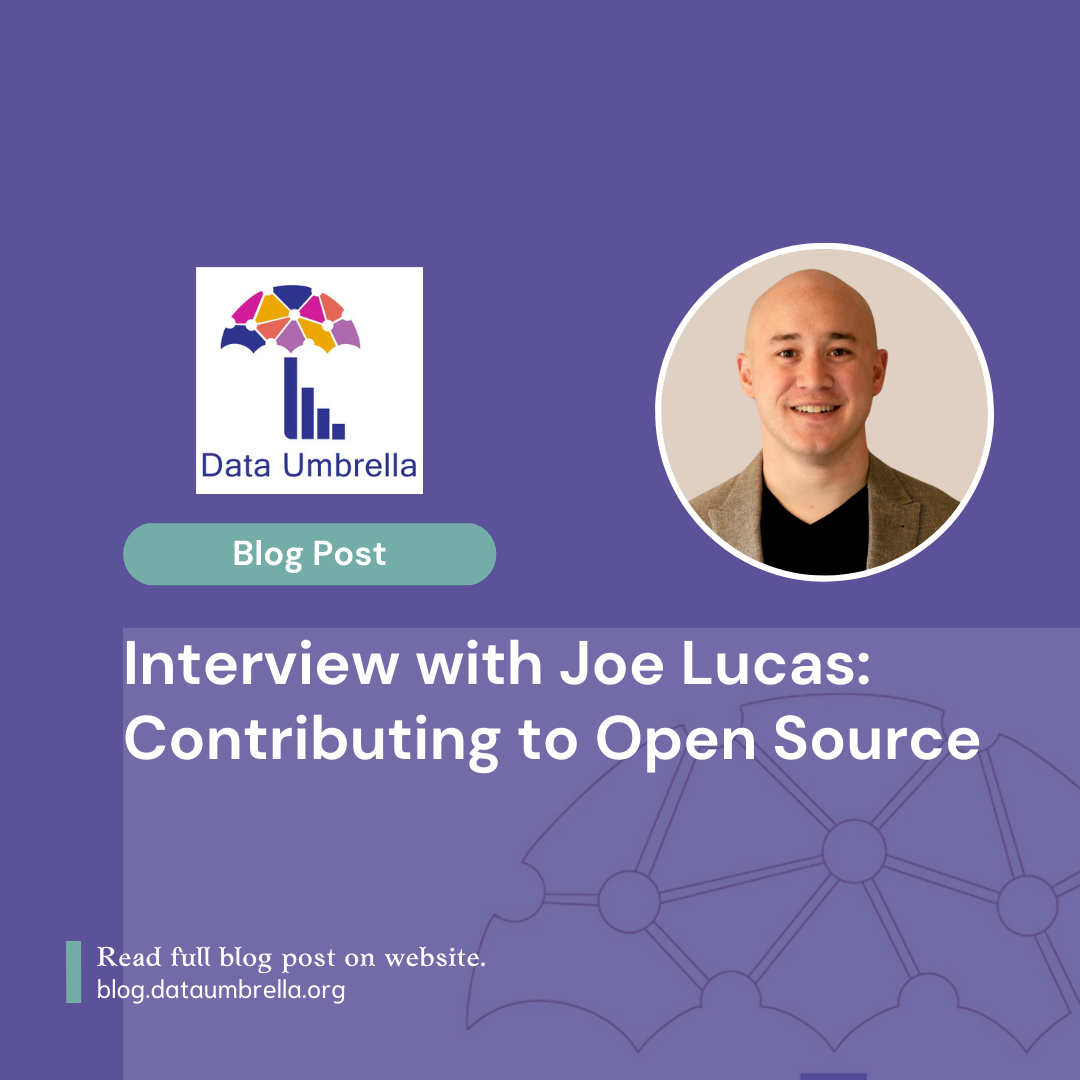 Data Umbrella
Blog Post
Interview with Joe Lucas:
Contributing to Open Source
Read full blog post on website.
blog.dataumbrella.org